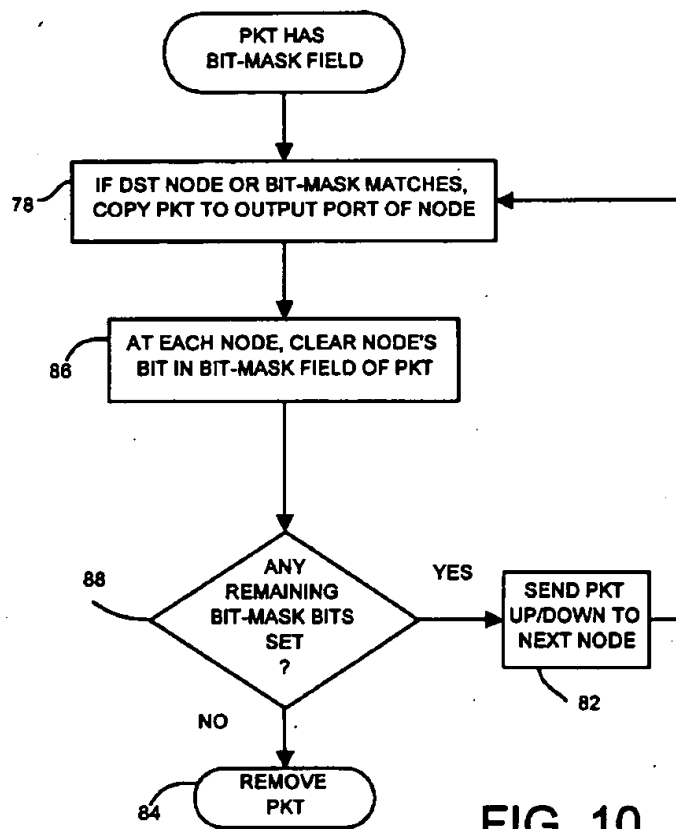 PKT HAS
BIT-MASK FIELD
IF DST NODE OR BIT-MASK MATCHES,
COPY PKT TO OUTPUT PORT OF NODE
78
AT EACH NODE, CLEAR NODE'S
BIT IN BIT-MASK FIELD OF PKT
86
88
ANY
REMAINING
BIT-MASK BITS
SET
?
YES
SEND PKT
UP/DOWN TO
NEXT NODE
82
NO
REMOVE
PKT
84
FIG. 10